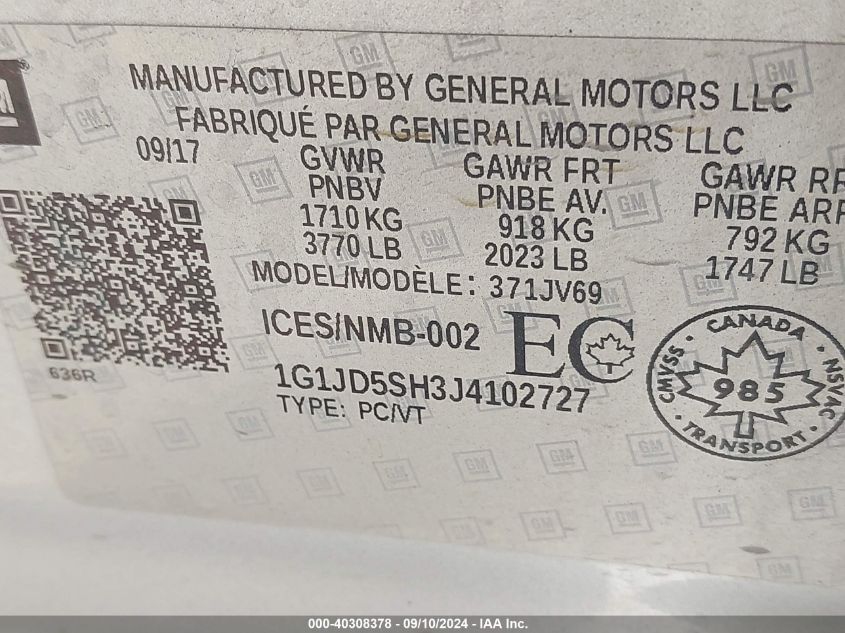 GM
MANUFACTURED BY GENERAL MOTORS LLC
FABRIQUÉ PAR GENERAL MOTORS LLC
09/17
GVWR GAWR FRT GAWR RR
PNBV PNBE AV. PNBE ARR
1710 KG 918 KG 792 KG
3770 LB 2023 LB 1747 LB
MODEL/MODÈLE: 371JV69
ICES/NMB-002 EC
1G1JD5SH3J4102727
TYPE: PC/VT
636R
CANADA
CMVSS · NSVAC
985
TRANSPORT
000-40308378 - 09/10/2024 - IAA Inc.